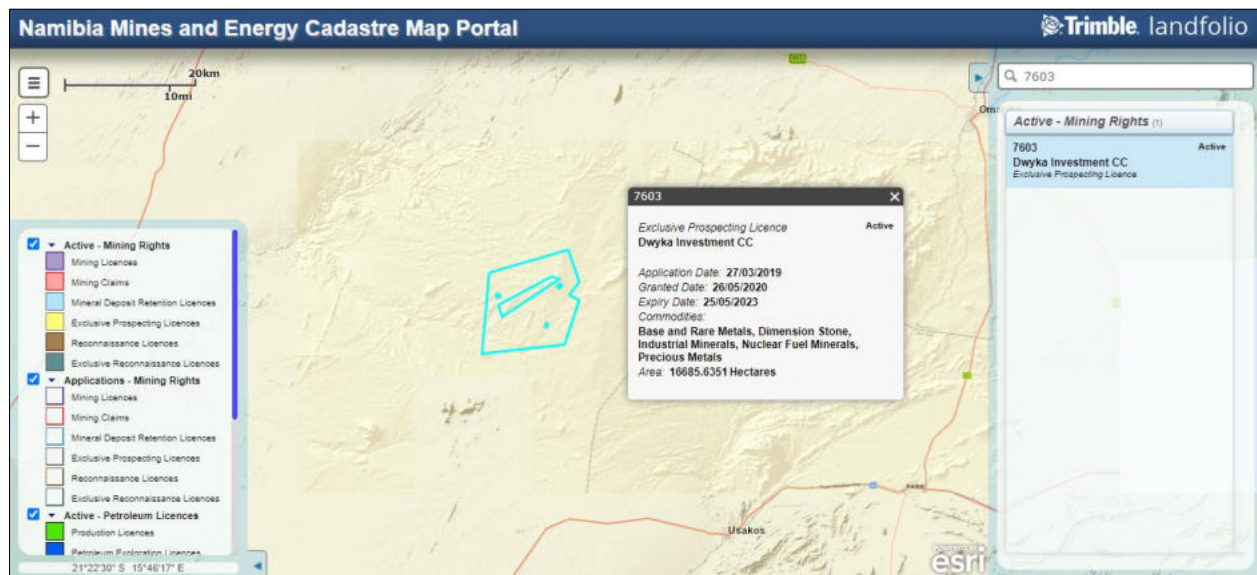 Namibia Mines and Energy Cadastre Map Portal
Trimble. landfolio
20km
10mi
7603
Active - Mining Rights (1)
7603 Active
Dwyka Investment CC
Exclusive Prospecting Licence
7603
Exclusive Prospecting Licence Active
Dwyka Investment CC
Application Date: 27/03/2019
Granted Date: 26/05/2020
Expiry Date: 25/05/2023
Commodities:
Base and Rare Metals, Dimension Stone,
Industrial Minerals, Nuclear Fuel Minerals,
Precious Metals
Area: 16685.6351 Hectares
Active - Mining Rights
Mining Licences
Mining Claims
Mineral Deposit Retention Licences
Exclusive Prospecting Licences
Reconnaissance Licences
Exclusive Reconnaissance Licences
Applications - Mining Rights
Mining Licences
Mining Claims
Mineral Deposit Retention Licences
Exclusive Prospecting Licences
Reconnaissance Licences
Exclusive Reconnaissance Licences
Active - Petroleum Licences
Production Licences
Petroleum Exploration Licences
21°22'30" S 15°46'17" E
Usakos
esri